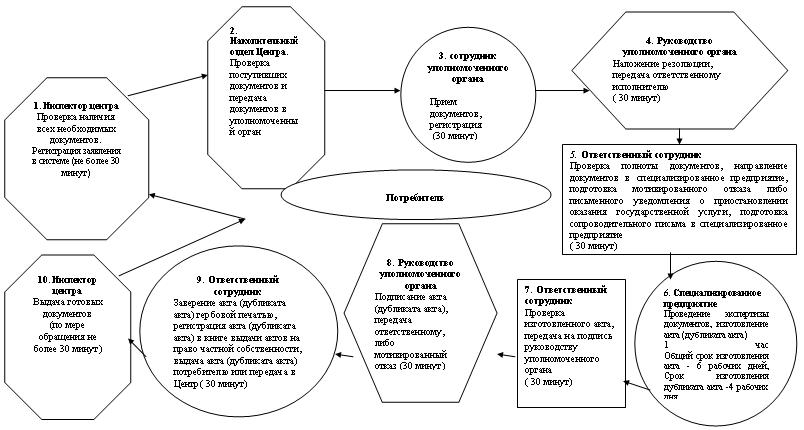 1. Инспектор центра
Проверка наличия
всех необходимых
документов.
Регистрация заявления
в системе (не более 30
минут)
2.
Накопительный
отдел Центра.
Проверка
поступивших
документов и
передача
документов в
уполномоченны
й орган
3. сотрудник
уполномоченного
органа
Прием
документов,
регистрация
(30 минут)
4. Руководство
уполномоченного органа
Наложение резолюции,
передача ответственному
исполнителю
( 30 минут)
5. Ответственный сотрудник
Проверка полноты документов, направление
документов в специализированное предприятие,
подготовка мотивированного отказа либо
письменного уведомления о приостановлении
оказания государственной услуги, подготовка
сопроводительного письма в специализированное
предприятие
( 30 минут)
Потребитель
6. Специализированное
предприятие
Проведение экспертизы
документов, изготовление
акта (дубликата акта)
1 час
Общий срок изготовления
акта - 6 рабочих дней,
Срок изготовления
дубликата акта -4 рабочих
дня
7. Ответственный
сотрудник
Проверка
изготовленного акта,
передача на подпись
руководству
уполномоченного
органа
( 30 минут)
8. Руководство
уполномоченного
органа
Подписание акта
(дубликата акта),
передача
ответственному,
либо
мотивированный
отказ (30 минут)
9. Ответственный
сотрудник
Заверение акта (дубликата
акта) гербовой печатью,
регистрация акта (дубликата
акта) в книге выдачи актов на
право частной собственности,
выдача акта (дубликата акта)
потребителю или передача в
Центр( 30 минут)
10. Инспектор
центра
Выдача готовых
документов
(по мере
обращения не
более 30 минут)